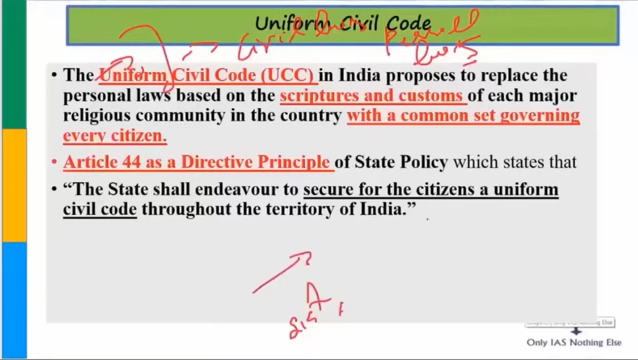 Uniform Civil Code
Civil laws Personal
laws
The Uniform Civil Code (UCC) in India proposes to replace the
personal laws based on the scriptures and customs of each major
religious community in the country with a common set governing
every citizen.
• Article 44 as a Directive Principle of State Policy which states that
• “The State shall endeavour to secure for the citizens a uniform
civil code throughout the territory of India.”
Only IAS Nothing Else